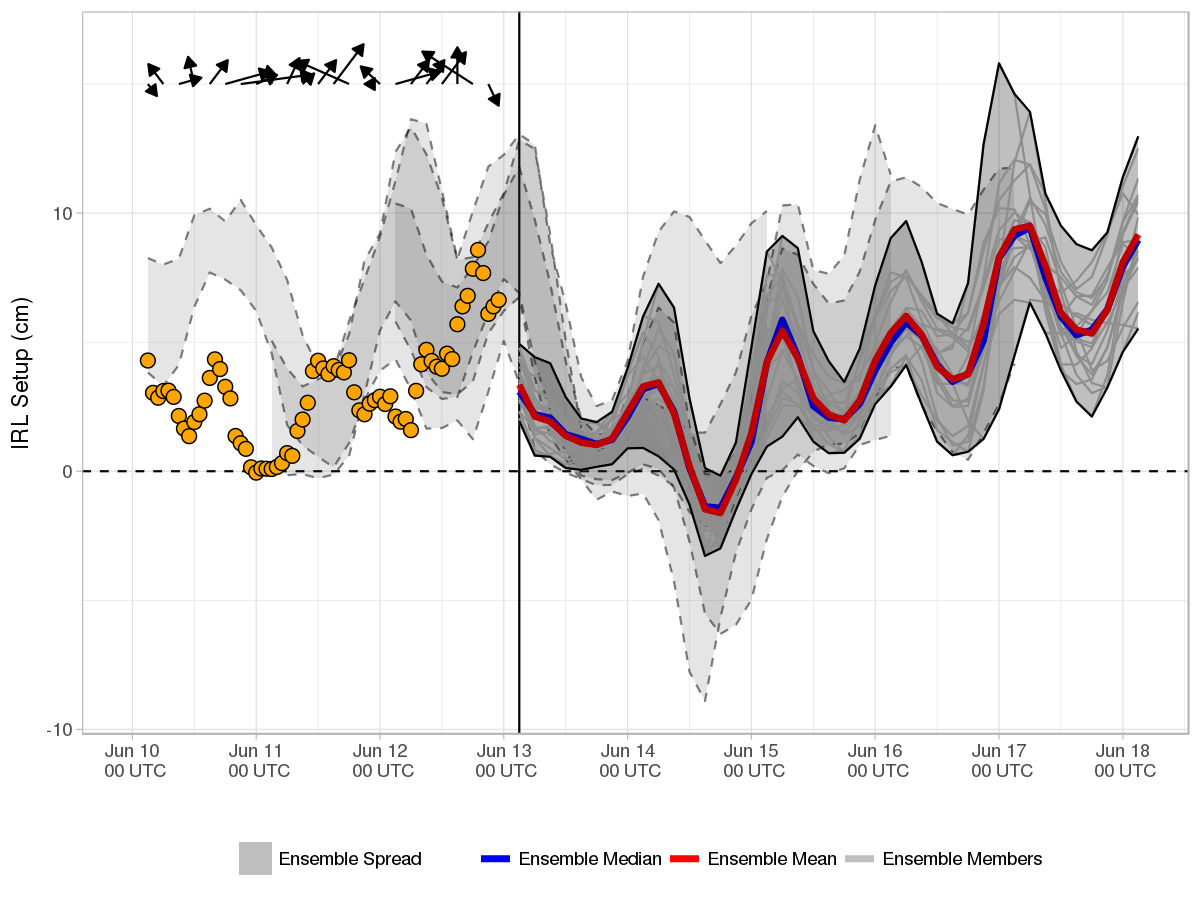 IRL Setup (cm)
10
0
-10
Jun 10 Jun 11 Jun 12 Jun 13 Jun 14 Jun 15 Jun 16 Jun 17 Jun 18
00 UTC 00 UTC 00 UTC 00 UTC 00 UTC 00 UTC 00 UTC 00 UTC 00 UTC
Ensemble Spread Ensemble Median Ensemble Mean Ensemble Members